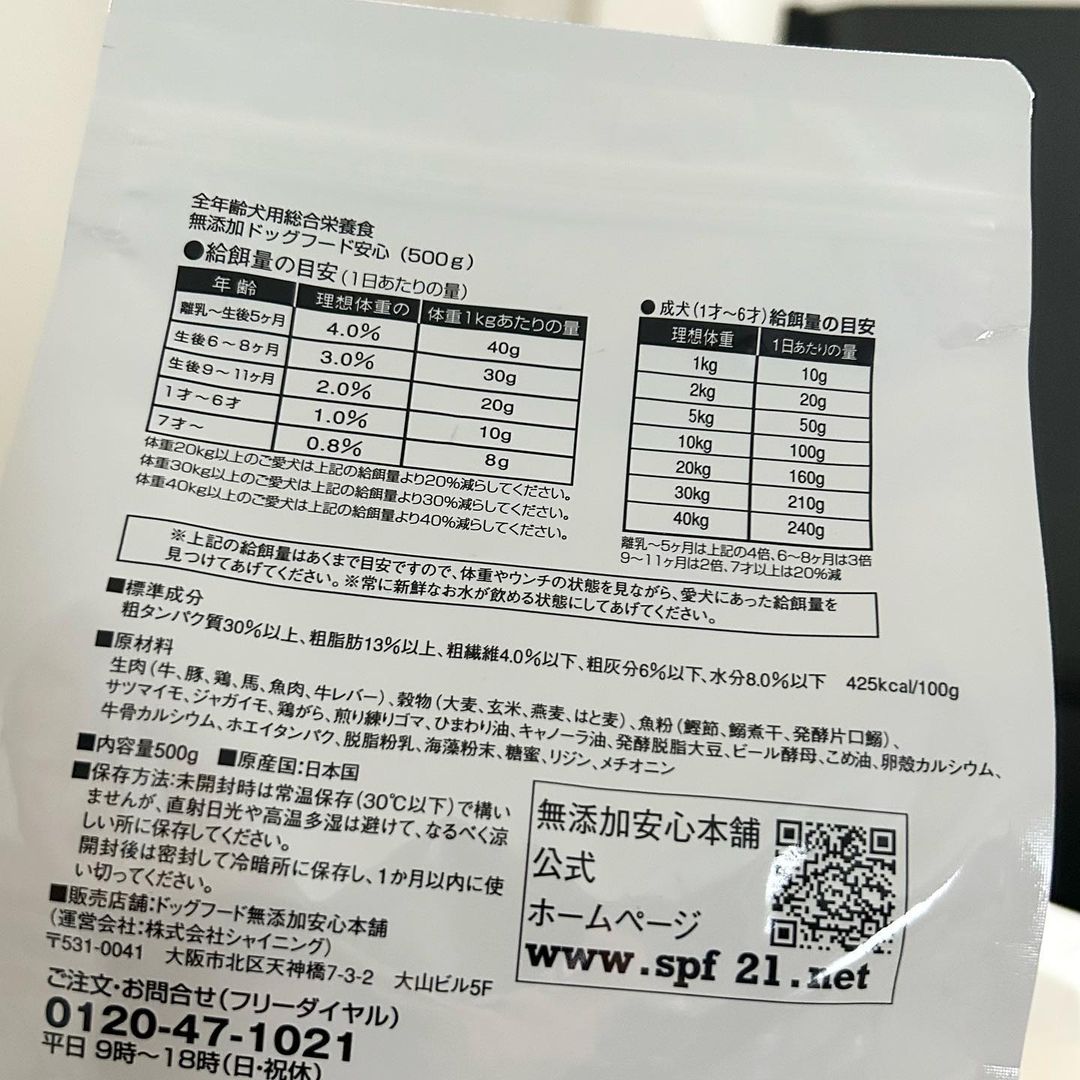 全年齢犬用総合栄養食
無添加ドッグフード安心（500g）
●給餌量の目安（1日あたりの量）
年齢 理想体重の 体重1kgあたりの量
離乳～生後5ヶ月 4.0% 40g
生後6～8ヶ月 3.0% 30g
生後9～11ヶ月 2.0% 20g
1才～6才 1.0% 10g
7才～ 0.8% 8g
体重20kg以上のご愛犬は上記の給餌量より20%減らしてください。
体重30kg以上のご愛犬は上記の給餌量より30%減らしてください。
体重40kg以上のご愛犬は上記の給餌量より40%減らしてください。
●成犬（1才～6才）給餌量の目安
理想体重 1日あたりの量
1kg 10g
2kg 20g
5kg 50g
10kg 100g
20kg 160g
30kg 210g
40kg 240g
離乳～5ヶ月は上記の4倍、6～8ヶ月は3倍
9～11ヶ月は2倍、7才以上は20%減
※上記の給餌量はあくまで目安ですので、体重やウンチの状態を見ながら、愛犬にあった給餌量を
見つけてあげてください。※常に新鮮なお水が飲める状態にしてあげてください。
■標準成分
粗タンパク質30%以上、粗脂肪13%以上、粗繊維4.0%以下、粗灰分6%以下、水分8.0%以下 425kcal/100g
■原材料
生肉（牛、豚、鶏、馬、魚肉、牛レバー）、穀物（大麦、玄米、燕麦、はと麦）、魚粉（鰹節、鰯煮干、発酵片口鰯）、
サツマイモ、ジャガイモ、鶏がら、煎り練りゴマ、ひまわり油、キャノーラ油、発酵脱脂大豆、ビール酵母、こめ油、卵殻カルシウム、
牛骨カルシウム、ホエイタンパク、脱脂粉乳、海藻粉末、糖蜜、リジン、メチオニン
■内容量500g ■原産国:日本国
■保存方法:未開封時は常温保存（30℃以下）で構い
ませんが、直射日光や高温多湿は避けて、なるべく涼
しい所に保存してください。
開封後は密封して冷暗所に保存し、1か月以内に使
い切ってください。
■販売店舗:ドッグフード無添加安心本舗
（運営会社:株式会社シャイニング）
〒531-0041 大阪市北区天神橋7-3-2 大山ビル5F
ご注文・お問合せ（フリーダイヤル）
0120-47-1021
平日 9時～18時（日・祝休）
無添加安心本舗
公式
ホームページ
www.spf 21.net